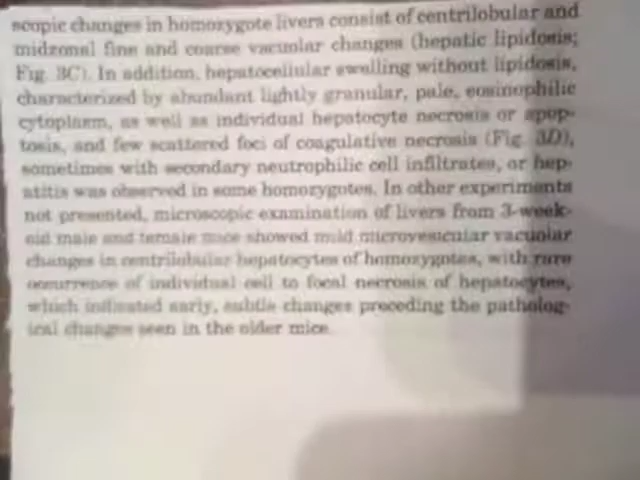 scopic changes in homozygote livers consist of centrilobular and
midzonal fine and coarse vacuolar changes (hepatic lipidosis;
Fig. 3C). In addition, hepatocellular swelling without lipidosis,
characterized by abundant lightly granular, pale, eosinophilic
cytoplasm, as well as individual hepatocyte necrosis or apop-
tosis, and few scattered foci of coagulative necrosis (Fig. 3D),
sometimes with secondary neutrophilic cell infiltrates, or hep-
atitis was observed in some homozygotes. In other experiments
not presented, microscopic examination of livers from 3-week-
old male and female mice showed mild microvesicular vacuolar
changes in centrilobular hepatocytes of homozygotes, with rare
occurrence of individual cell to focal necrosis of hepatocytes,
which indicated early, subtle changes preceding the patholog-
ical changes seen in the older mice.